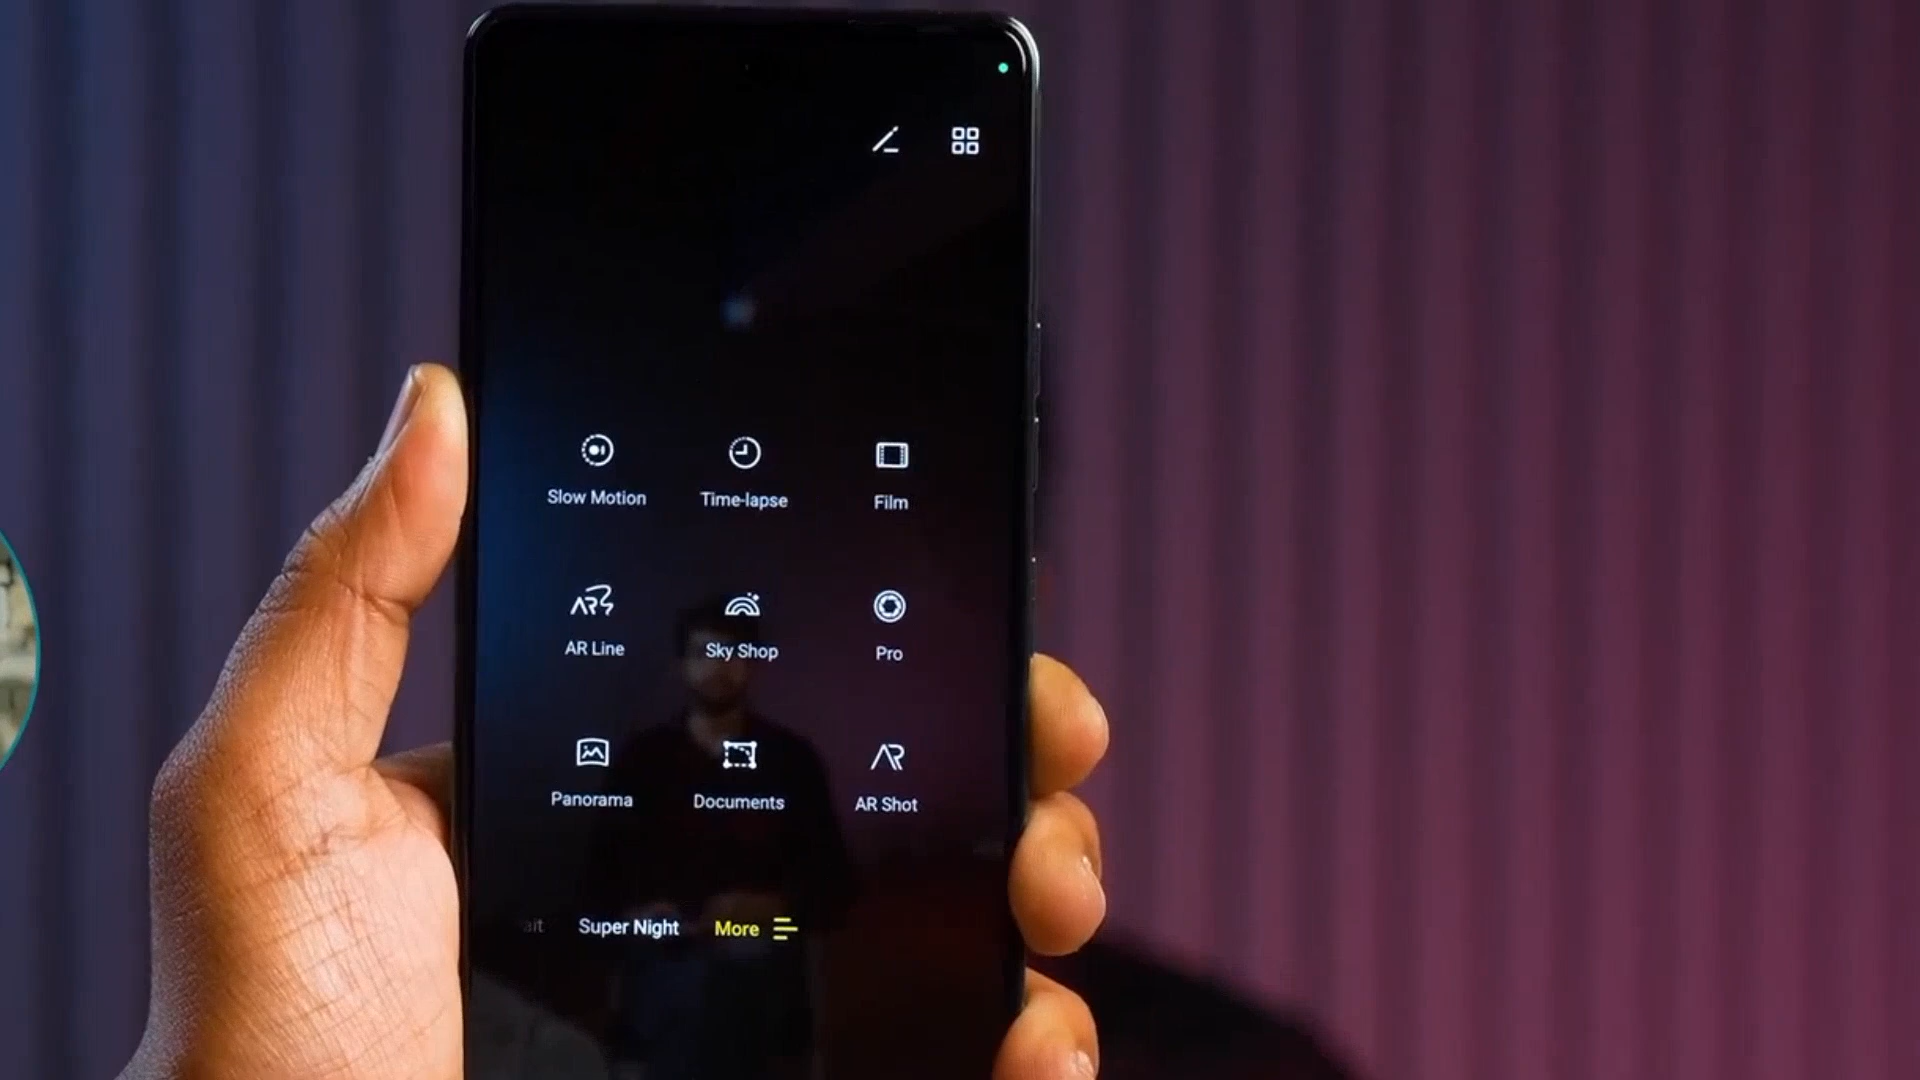 Slow Motion
Time-lapse
Film
AR Line
Sky Shop
Pro
Panorama
Documents
AR Shot
Super Night
More